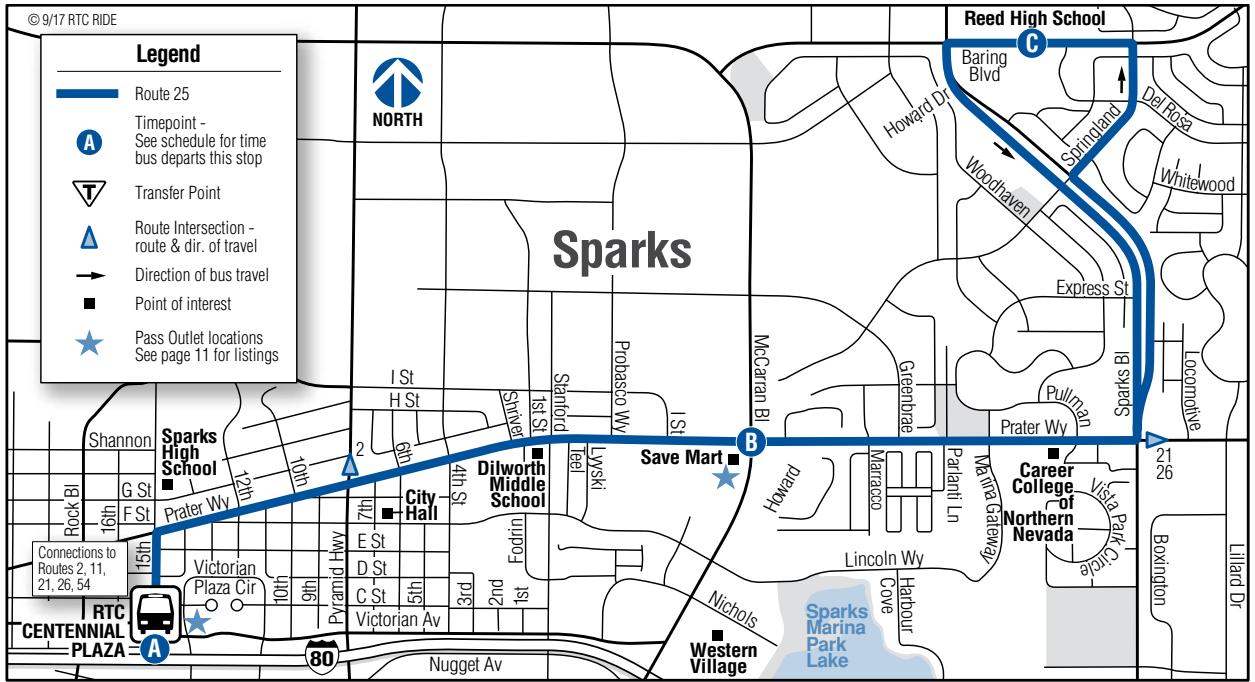 © 9/17 RTC RIDE
Legend
Route 25
A
Timepoint -
See schedule for time
bus departs this stop
T
Transfer Point
Route Intersection -
route & dir. of travel
Direction of bus travel
Point of interest
Pass Outlet locations
See page 11 for listings
NORTH
Reed High School
C
Baring
Blvd
Howard Dr
Del Rosa
Springland
Woodhaven
Whitewood
Sparks
Express St
Probasco Wy
McCarran Bl
Greenbrae
Sparks Bl
Locomotive
Pullman
I St
H St
Shriver
1st St
Stanford
I St
Prater Wy
B
2
21
26
Shannon
Sparks
High
School
6th
10th
12th
4th St
Dilworth
Middle
School
Teel
Lyyski
Save Mart
Howard
Marracco
Parlanti Ln
Marina Gateway
Career
College
of
Northern
Nevada
Vista Park Circle
Rock Bl
G St
F St
16th
Prater Wy
7th
City
Hall
Connections to
Routes 2, 11,
21, 26, 54
15th
Victorian
Plaza Cir
10th
9th
Pyramid Hwy
E St
D St
C St
5th
Victorian Av
3rd
2nd
1st
Fodrin
Lincoln Wy
Boxington
Lillard Dr
RTC
CENTENNIAL
PLAZA
A
80
Nugget Av
Nichols
Western
Village
Sparks
Marina
Park
Lake
Cove
Harbour